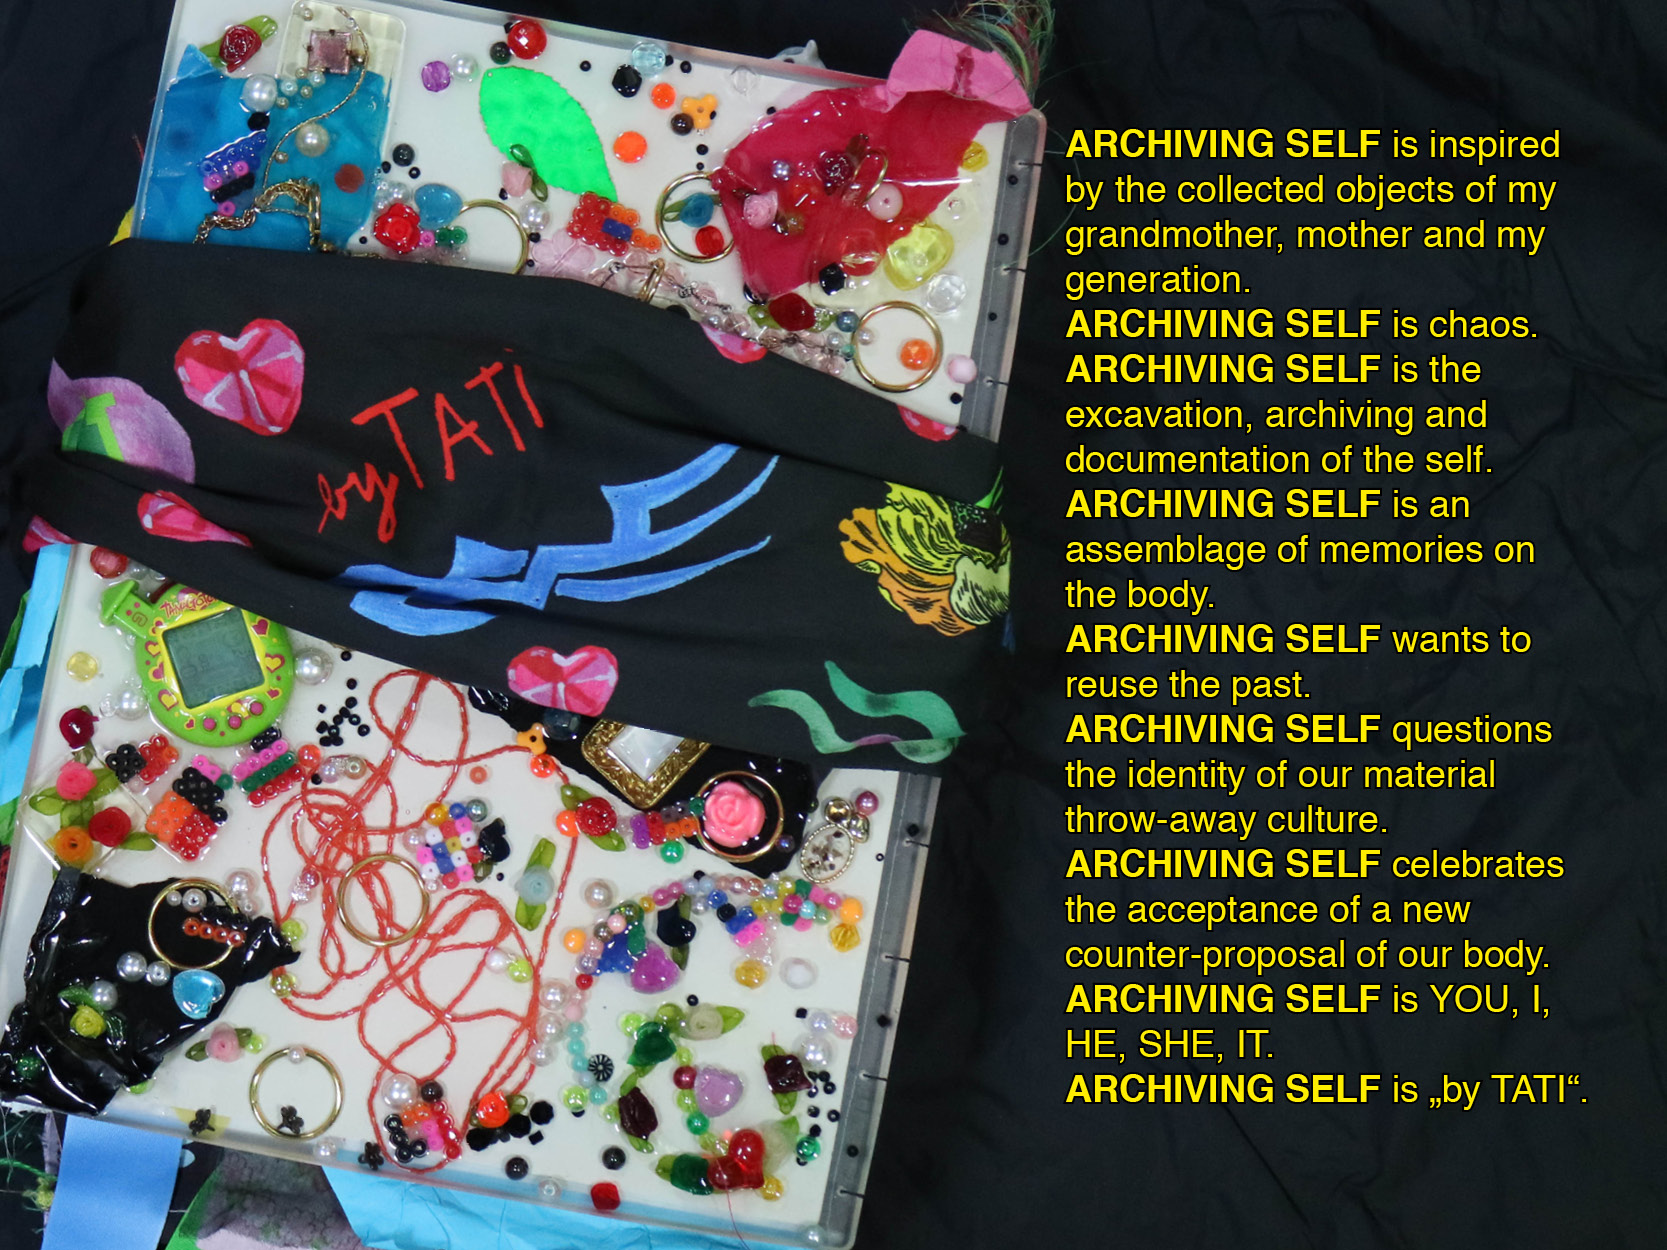 ARCHIVING SELF is inspired
by the collected objects of my
grandmother, mother and my
generation.
ARCHIVING SELF is chaos.
ARCHIVING SELF is the
excavation, archiving and
documentation of the self.
ARCHIVING SELF is an
assemblage of memories on
the body.
ARCHIVING SELF wants to
reuse the past.
ARCHIVING SELF questions
the identity of our material
throw-away culture.
ARCHIVING SELF celebrates
the acceptance of a new
counter-proposal of our body.
ARCHIVING SELF is YOU, I,
HE, SHE, IT.
ARCHIVING SELF is „by TATI“.
by TATi